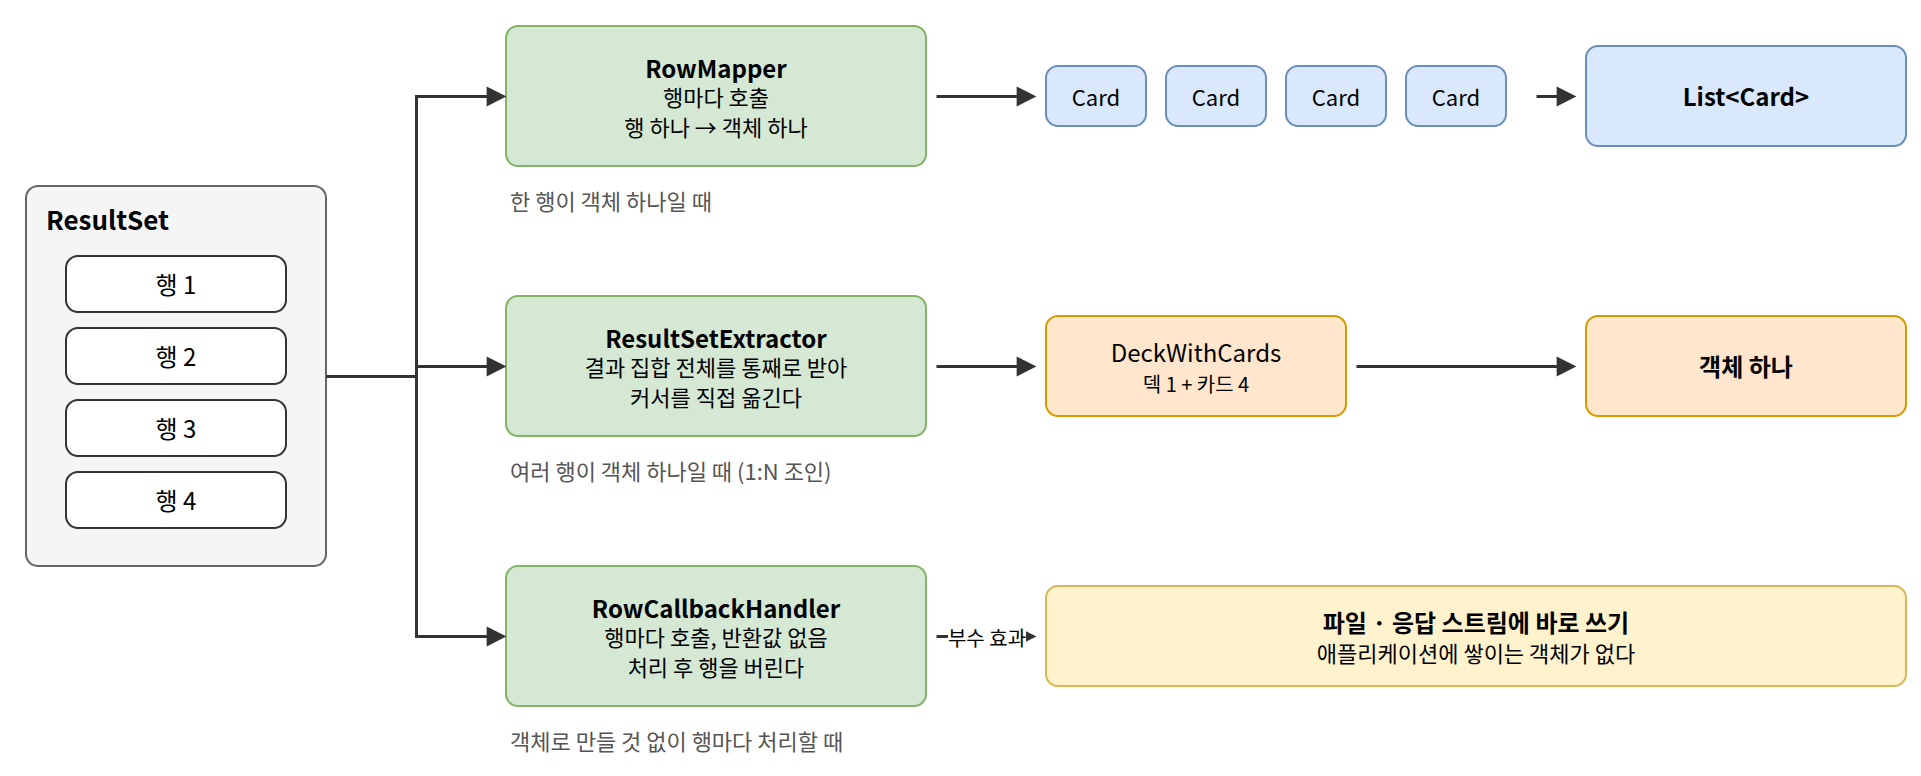 ResultSet
행 1
행 2
행 3
행 4
RowMapper
행마다 호출
행 하나 → 객체 하나
한 행이 객체 하나일 때
Card
Card
Card
Card
List<Card>
ResultSetExtractor
결과 집합 전체를 통째로 받아
커서를 직접 옮긴다
여러 행이 객체 하나일 때 (1:N 조인)
DeckWithCards
덱 1 + 카드 4
객체 하나
RowCallbackHandler
행마다 호출, 반환값 없음
처리 후 행을 버린다
객체로 만들 것 없이 행마다 처리할 때
부수 효과
파일 · 응답 스트림에 바로 쓰기
애플리케이션에 쌓이는 객체가 없다